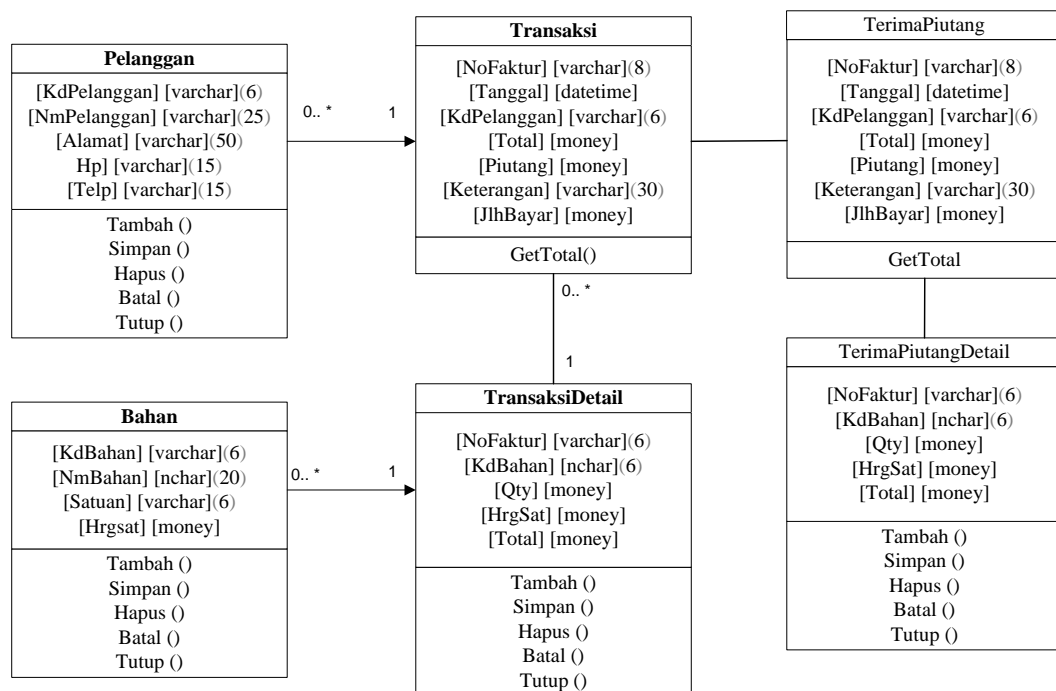 Pelanggan
[KdPelanggan] [varchar](6)
[NmPelanggan] [varchar](25)
[Alamat] [varchar](50)
Hp] [varchar](15)
[Telp] [varchar](15)
Tambah ()
Simpan ()
Hapus ()
Batal ()
Tutup ()
0.. *
1
Transaksi
[NoFaktur] [varchar](8)
[Tanggal] [datetime]
[KdPelanggan] [varchar](6)
[Total] [money]
[Piutang] [money]
[Keterangan] [varchar](30)
[JlhBayar] [money]
GetTotal()
TerimaPiutang
[NoFaktur] [varchar](8)
[Tanggal] [datetime]
[KdPelanggan] [varchar](6)
[Total] [money]
[Piutang] [money]
[Keterangan] [varchar](30)
[JlhBayar] [money]
GetTotal
0.. *
1
Bahan
[KdBahan] [varchar](6)
[NmBahan] [nchar](20)
[Satuan] [varchar](6)
[Hrgsat] [money]
Tambah ()
Simpan ()
Hapus ()
Batal ()
Tutup ()
0.. *
1
TransaksiDetail
[NoFaktur] [varchar](6)
[KdBahan] [nchar](6)
[Qty] [money]
[HrgSat] [money]
[Total] [money]
Tambah ()
Simpan ()
Hapus ()
Batal ()
Tutup ()
TerimaPiutangDetail
[NoFaktur] [varchar](6)
[KdBahan] [nchar](6)
[Qty] [money]
[HrgSat] [money]
[Total] [money]
Tambah ()
Simpan ()
Hapus ()
Batal ()
Tutup ()